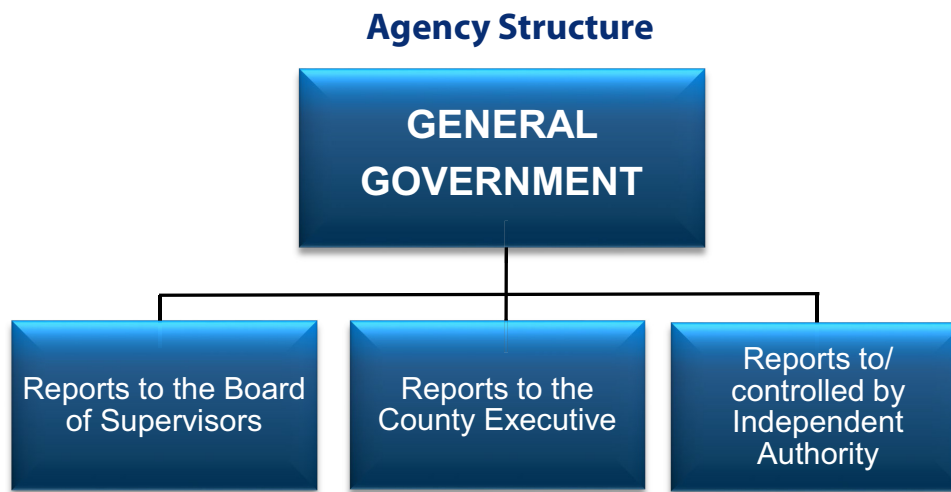 Agency Structure
GENERAL
GOVERNMENT
Reports to the Board
of Supervisors
Reports to the
County Executive
Reports to/
controlled by
Independent
Authority